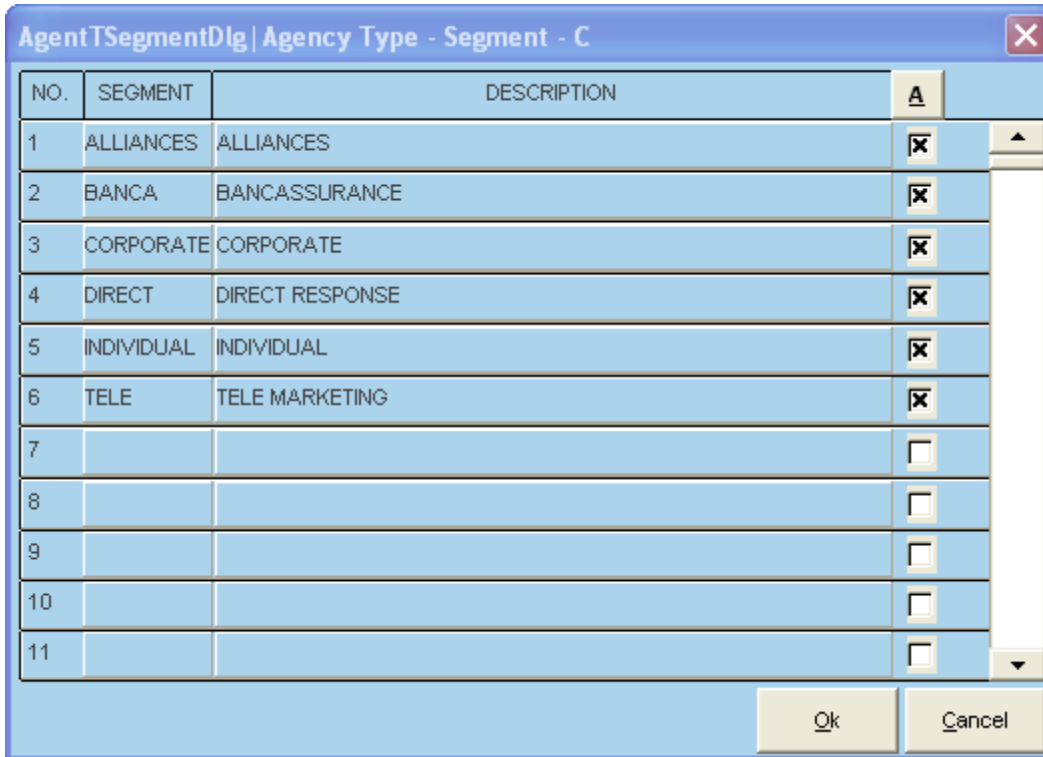 AgentTSegmentDlg|Agency Type - Segment - C
NO. SEGMENT DESCRIPTION A
1 ALLIANCES ALLIANCES
2 BANCA BANCASSURANCE
3 CORPORATE CORPORATE
4 DIRECT DIRECT RESPONSE
5 INDIVIDUAL INDIVIDUAL
6 TELE TELE MARKETING
7
8
9
10
11
Ok Cancel